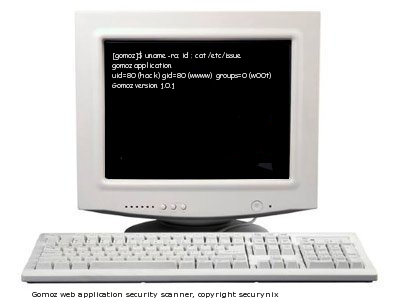 [gomoz]$ uname -ra; id ; cat /etc/issue
gomoz application
uid=80 (hack) gid=80 (wwww) groups=0 (w00t)
Gomoz version 1.0.1
Gomoz web application security scanner, copyright securynix